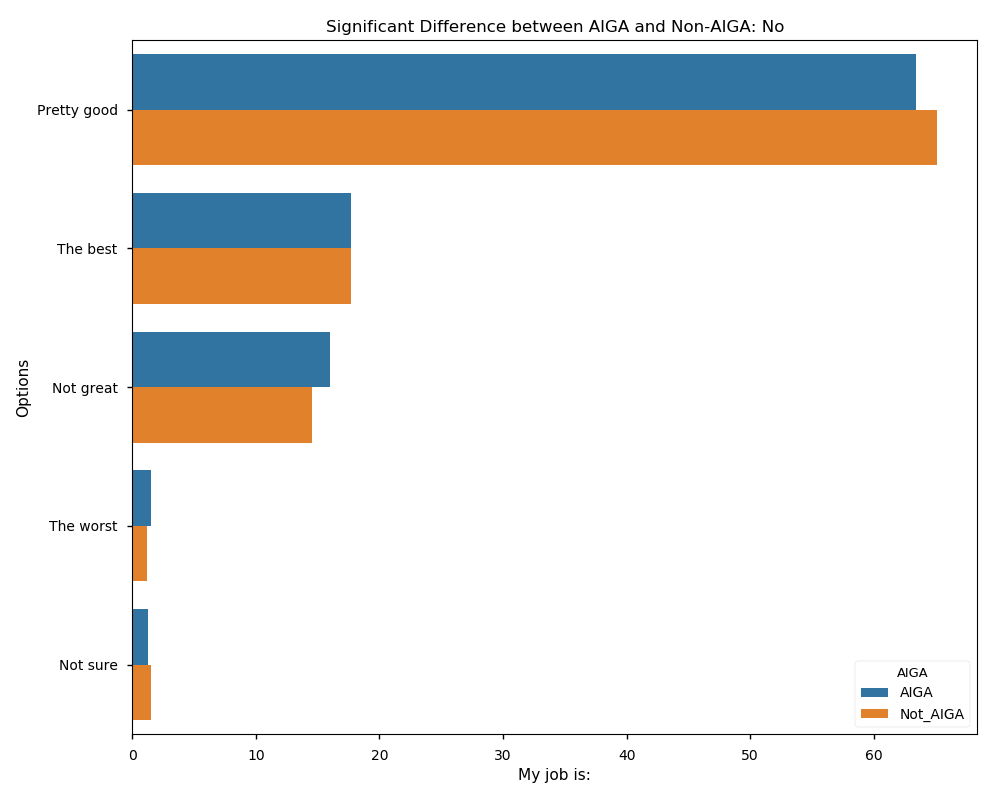 Significant Difference between AIGA and Non-AIGA: No
Options
Pretty good
The best
Not great
The worst
Not sure
AIGA
AIGA
Not_AIGA
0 10 20 30 40 50 60
My job is: